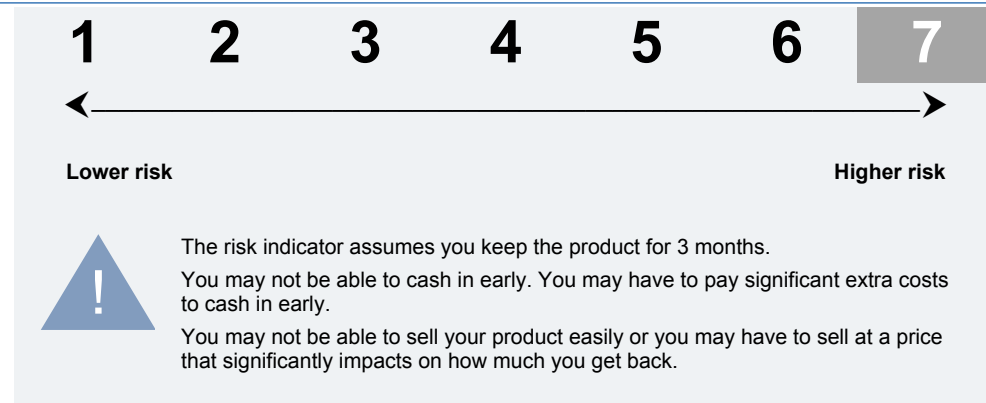 1 2 3 4 5 6 7
Lower risk Higher risk
!
The risk indicator assumes you keep the product for 3 months.
You may not be able to cash in early. You may have to pay significant extra costs
to cash in early.
You may not be able to sell your product easily or you may have to sell at a price
that significantly impacts on how much you get back.